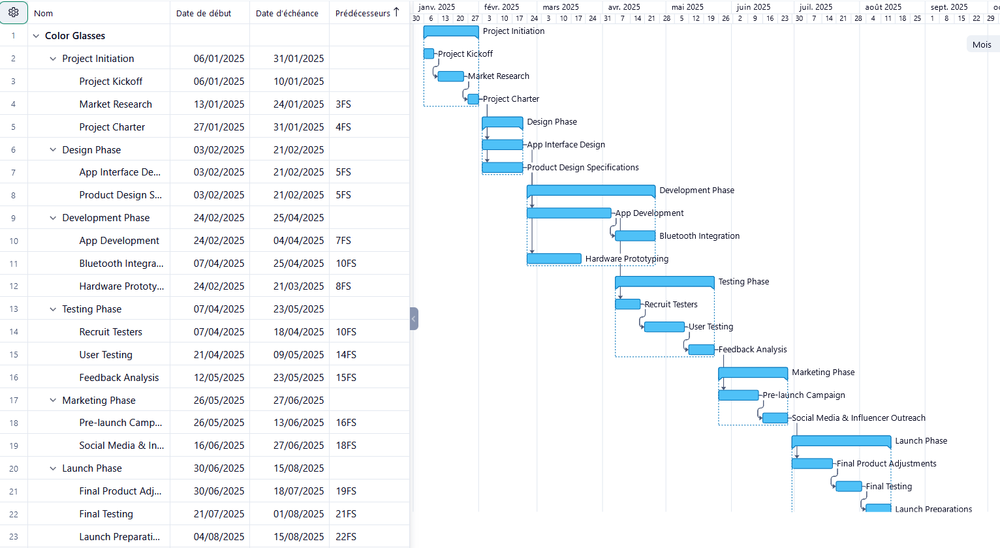 Nom Date de début Date d'échéance Prédécesseurs
janv. 2025 févr. 2025 mars 2025 avr. 2025 mai 2025 juin 2025 juil. 2025 août 2025 sept. 2025
30 6 13 20 27 3 10 17 24 3 10 17 24 31 7 14 21 28 5 12 19 26 2 9 16 23 30 7 14 21 28 4 11 18 25 1 8 15 22 29
Mois
1 Color Glasses
2 Project Initiation 06/01/2025 31/01/2025
3 Project Kickoff 06/01/2025 10/01/2025
4 Market Research 13/01/2025 24/01/2025 3FS
5 Project Charter 27/01/2025 31/01/2025 4FS
6 Design Phase 03/02/2025 21/02/2025
7 App Interface De... 03/02/2025 21/02/2025 5FS
8 Product Design S... 03/02/2025 21/02/2025 5FS
9 Development Phase 24/02/2025 25/04/2025
10 App Development 24/02/2025 04/04/2025 7FS
11 Bluetooth Integra... 07/04/2025 25/04/2025 10FS
12 Hardware Prototy... 24/02/2025 21/03/2025 8FS
13 Testing Phase 07/04/2025 23/05/2025
14 Recruit Testers 07/04/2025 18/04/2025 10FS
15 User Testing 21/04/2025 09/05/2025 14FS
16 Feedback Analysis 12/05/2025 23/05/2025 15FS
17 Marketing Phase 26/05/2025 27/06/2025
18 Pre-launch Camp... 26/05/2025 13/06/2025 16FS
19 Social Media & In... 16/06/2025 27/06/2025 18FS
20 Launch Phase 30/06/2025 15/08/2025
21 Final Product Adj... 30/06/2025 18/07/2025 19FS
22 Final Testing 21/07/2025 01/08/2025 21FS
23 Launch Preparati... 04/08/2025 15/08/2025 22FS
Project Initiation
Project Kickoff
Market Research
Project Charter
Design Phase
App Interface Design
Product Design Specifications
Development Phase
App Development
Bluetooth Integration
Hardware Prototyping
Testing Phase
Recruit Testers
User Testing
Feedback Analysis
Marketing Phase
Pre-launch Campaign
Social Media & Influencer Outreach
Launch Phase
Final Product Adjustments
Final Testing
Launch Preparations